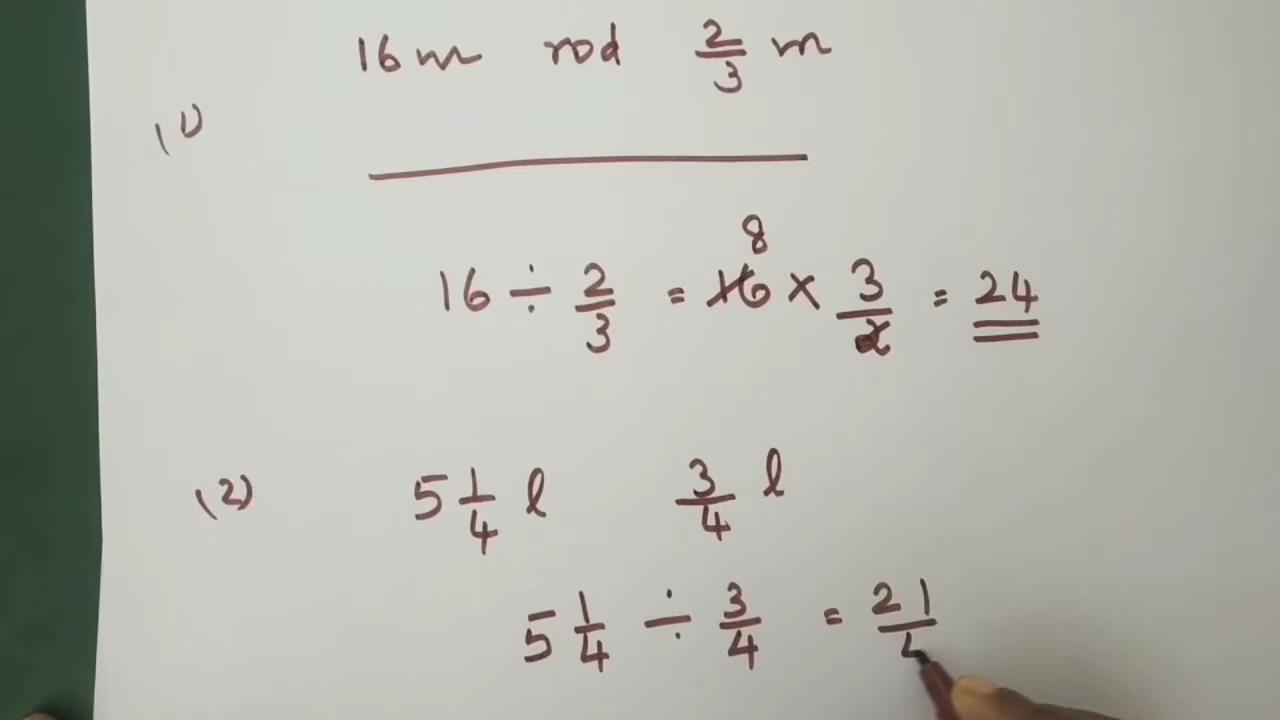 16 m rod 2/3 m
(1)
8
16 ÷ 2/3 = 16 × 3/2 = 24
(2) 5 1/4 l 3/4 l
5 1/4 ÷ 3/4 = 21/4